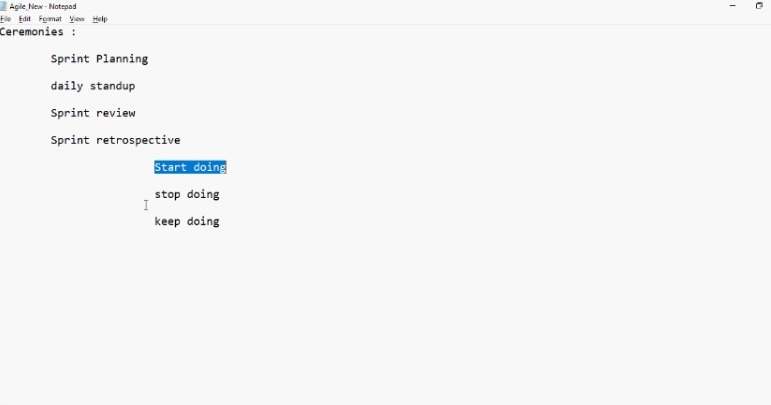 Agile_New - Notepad
File Edit Format View Help
Ceremonies :
Sprint Planning
daily standup
Sprint review
Sprint retrospective
Start doing
stop doing
keep doing